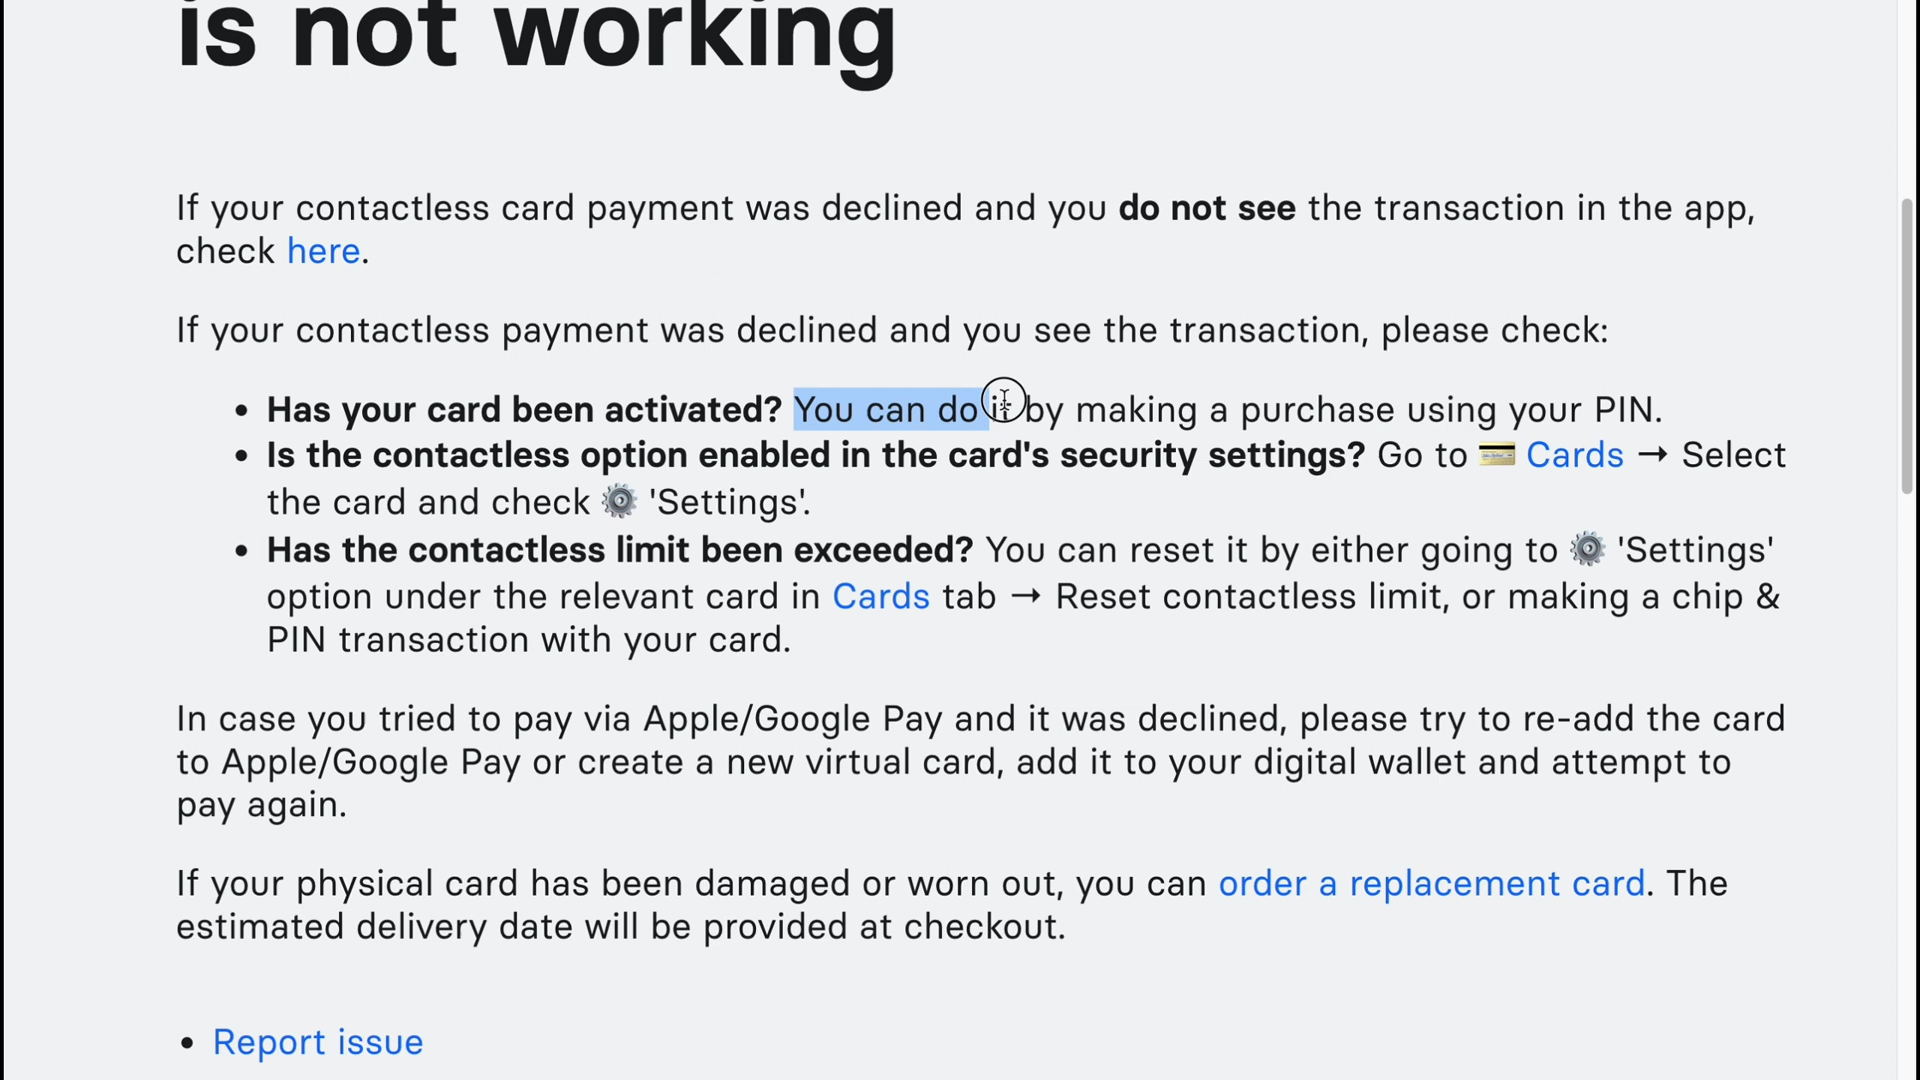 is not working
If your contactless card payment was declined and you do not see the transaction in the app,
check here.
If your contactless payment was declined and you see the transaction, please check:
• Has your card been activated? You can do it by making a purchase using your PIN.
• Is the contactless option enabled in the card's security settings? Go to 💳 Cards → Select
the card and check ⚙️ 'Settings'.
• Has the contactless limit been exceeded? You can reset it by either going to ⚙️ 'Settings'
option under the relevant card in Cards tab → Reset contactless limit, or making a chip &
PIN transaction with your card.
In case you tried to pay via Apple/Google Pay and it was declined, please try to re-add the card
to Apple/Google Pay or create a new virtual card, add it to your digital wallet and attempt to
pay again.
If your physical card has been damaged or worn out, you can order a replacement card. The
estimated delivery date will be provided at checkout.
• Report issue